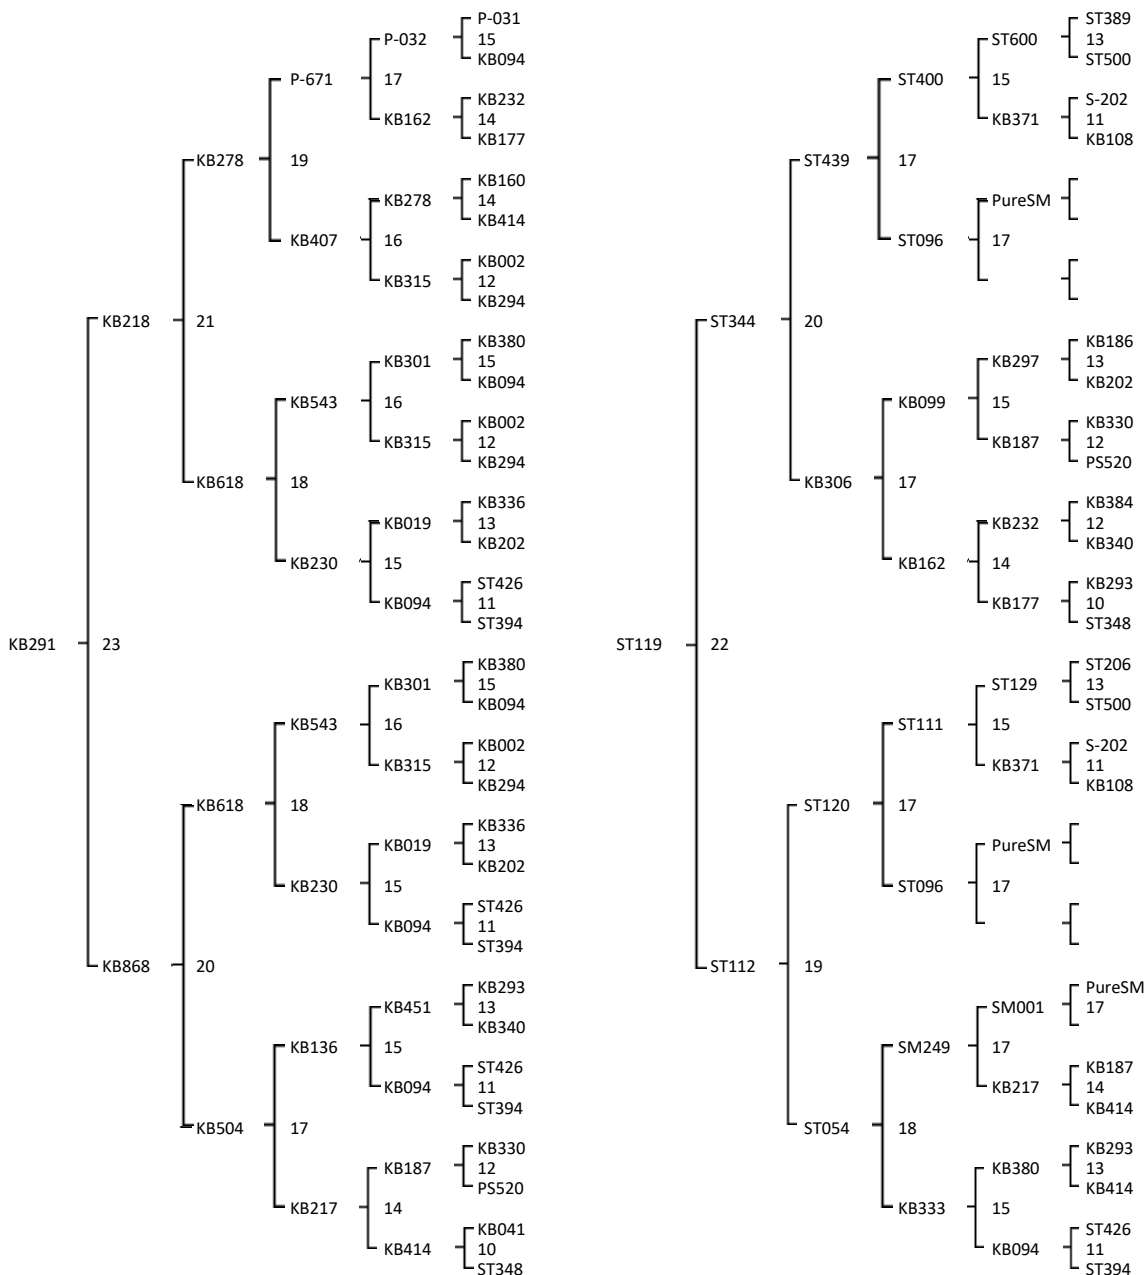 P-031
P-032
15
KB094
P-671
17
KB232
KB162
14
KB177
KB278
19
KB160
KB278
14
KB414
KB407
16
KB002
KB315
12
KB294
KB218
21
KB380
KB301
15
KB094
KB543
16
KB002
KB315
12
KB294
KB618
18
KB336
KB019
13
KB202
KB230
15
ST426
KB094
11
ST394
KB291
23
KB380
KB301
15
KB094
KB543
16
KB002
KB315
12
KB294
KB618
18
KB336
KB019
13
KB202
KB230
15
ST426
KB094
11
ST394
KB868
20
KB293
KB451
13
KB340
KB136
15
ST426
KB094
11
ST394
KB504
17
KB330
KB187
12
PS520
KB217
14
KB041
KB414
10
ST348
ST389
ST600
13
ST500
ST400
15
S-202
KB371
11
KB108
ST439
17
PureSM
ST096
17
ST344
20
KB186
KB297
13
KB202
KB099
15
KB330
KB187
12
PS520
KB306
17
KB384
KB232
12
KB340
KB162
14
KB293
KB177
10
ST348
ST119
22
ST206
ST129
13
ST500
ST111
15
S-202
KB371
11
KB108
ST120
17
PureSM
ST096
17
ST112
19
PureSM
SM001
17
SM249
17
KB187
KB217
14
KB414
ST054
18
KB293
KB380
13
KB414
KB333
15
ST426
KB094
11
ST394